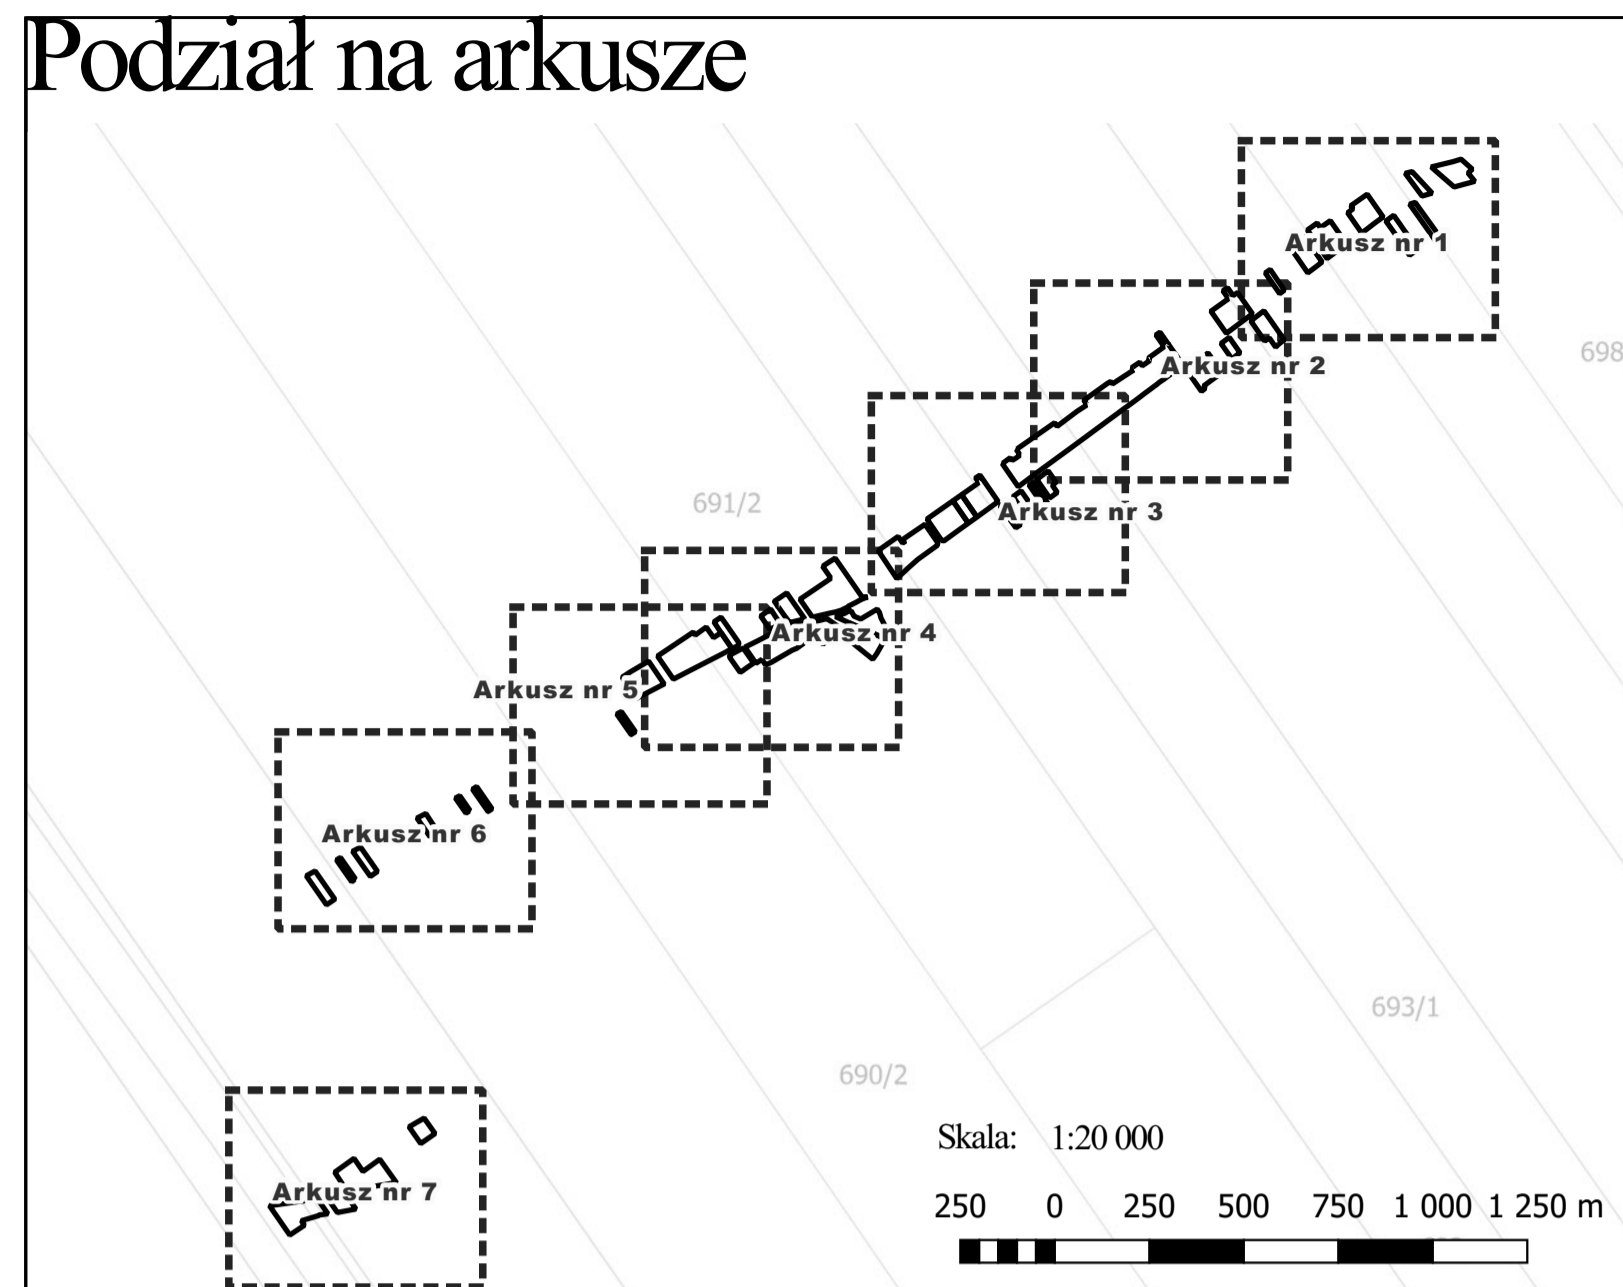 Podział na arkusze
Arkusz nr 1
698
Arkusz nr 2
691/2
Arkusz nr 3
Arkusz nr 4
Arkusz nr 5
Arkusz nr 6
693/1
690/2
Skala: 1:20 000
Arkusz nr 7
250 0 250 500 750 1 000 1 250 m